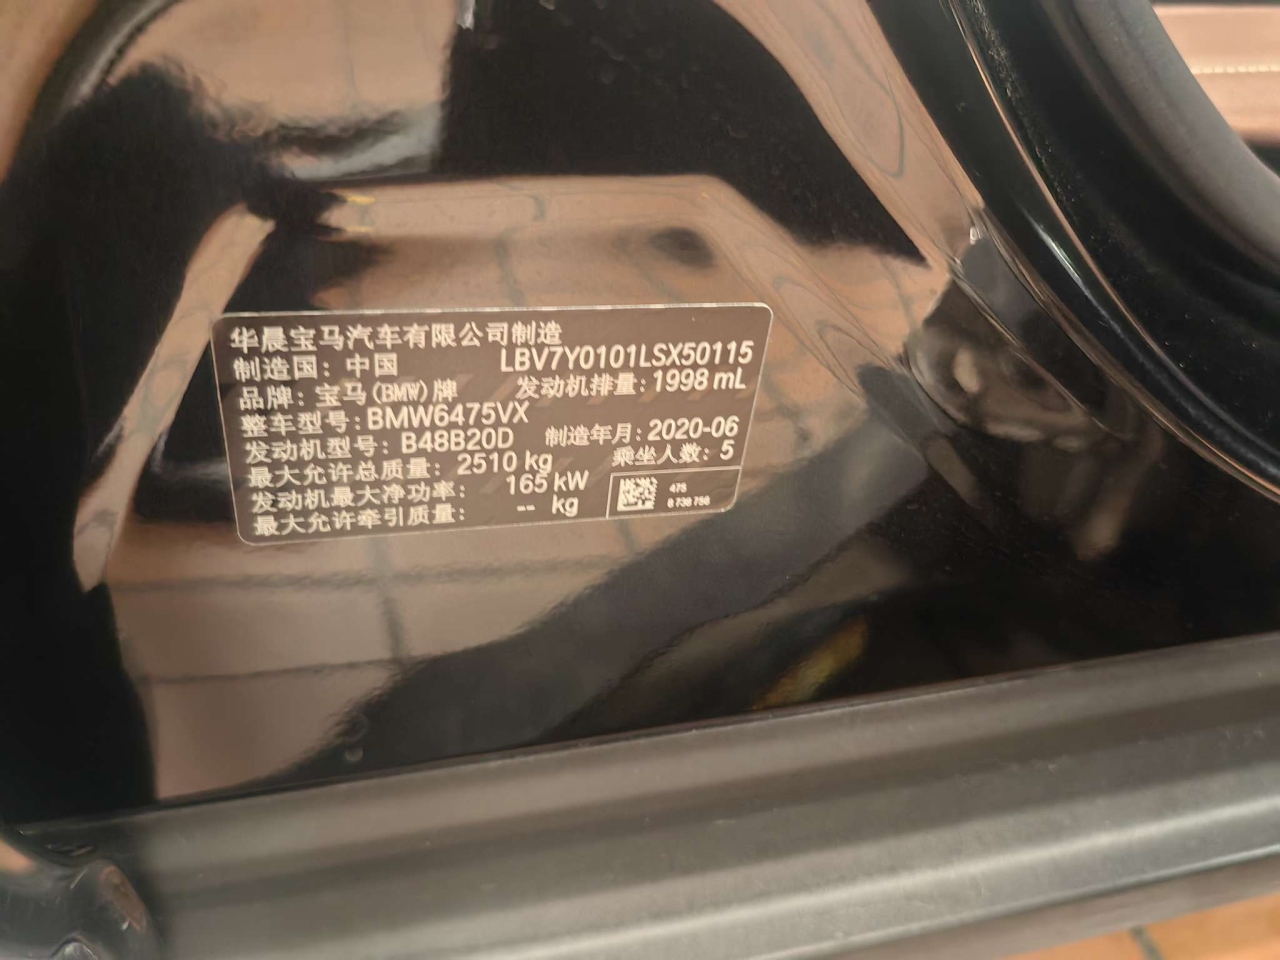 华晨宝马汽车有限公司制造
制造国：中国 LBV7Y0101LSX50115
品牌：宝马(BMW)牌 发动机排量：1998 mL
整车型号：BMW6475VX
发动机型号：B48B20D 制造年月：2020-06
最大允许总质量：2510 kg 乘坐人数：5
发动机最大净功率：165 kW
最大允许牵引质量：-- kg
475
8 738 758